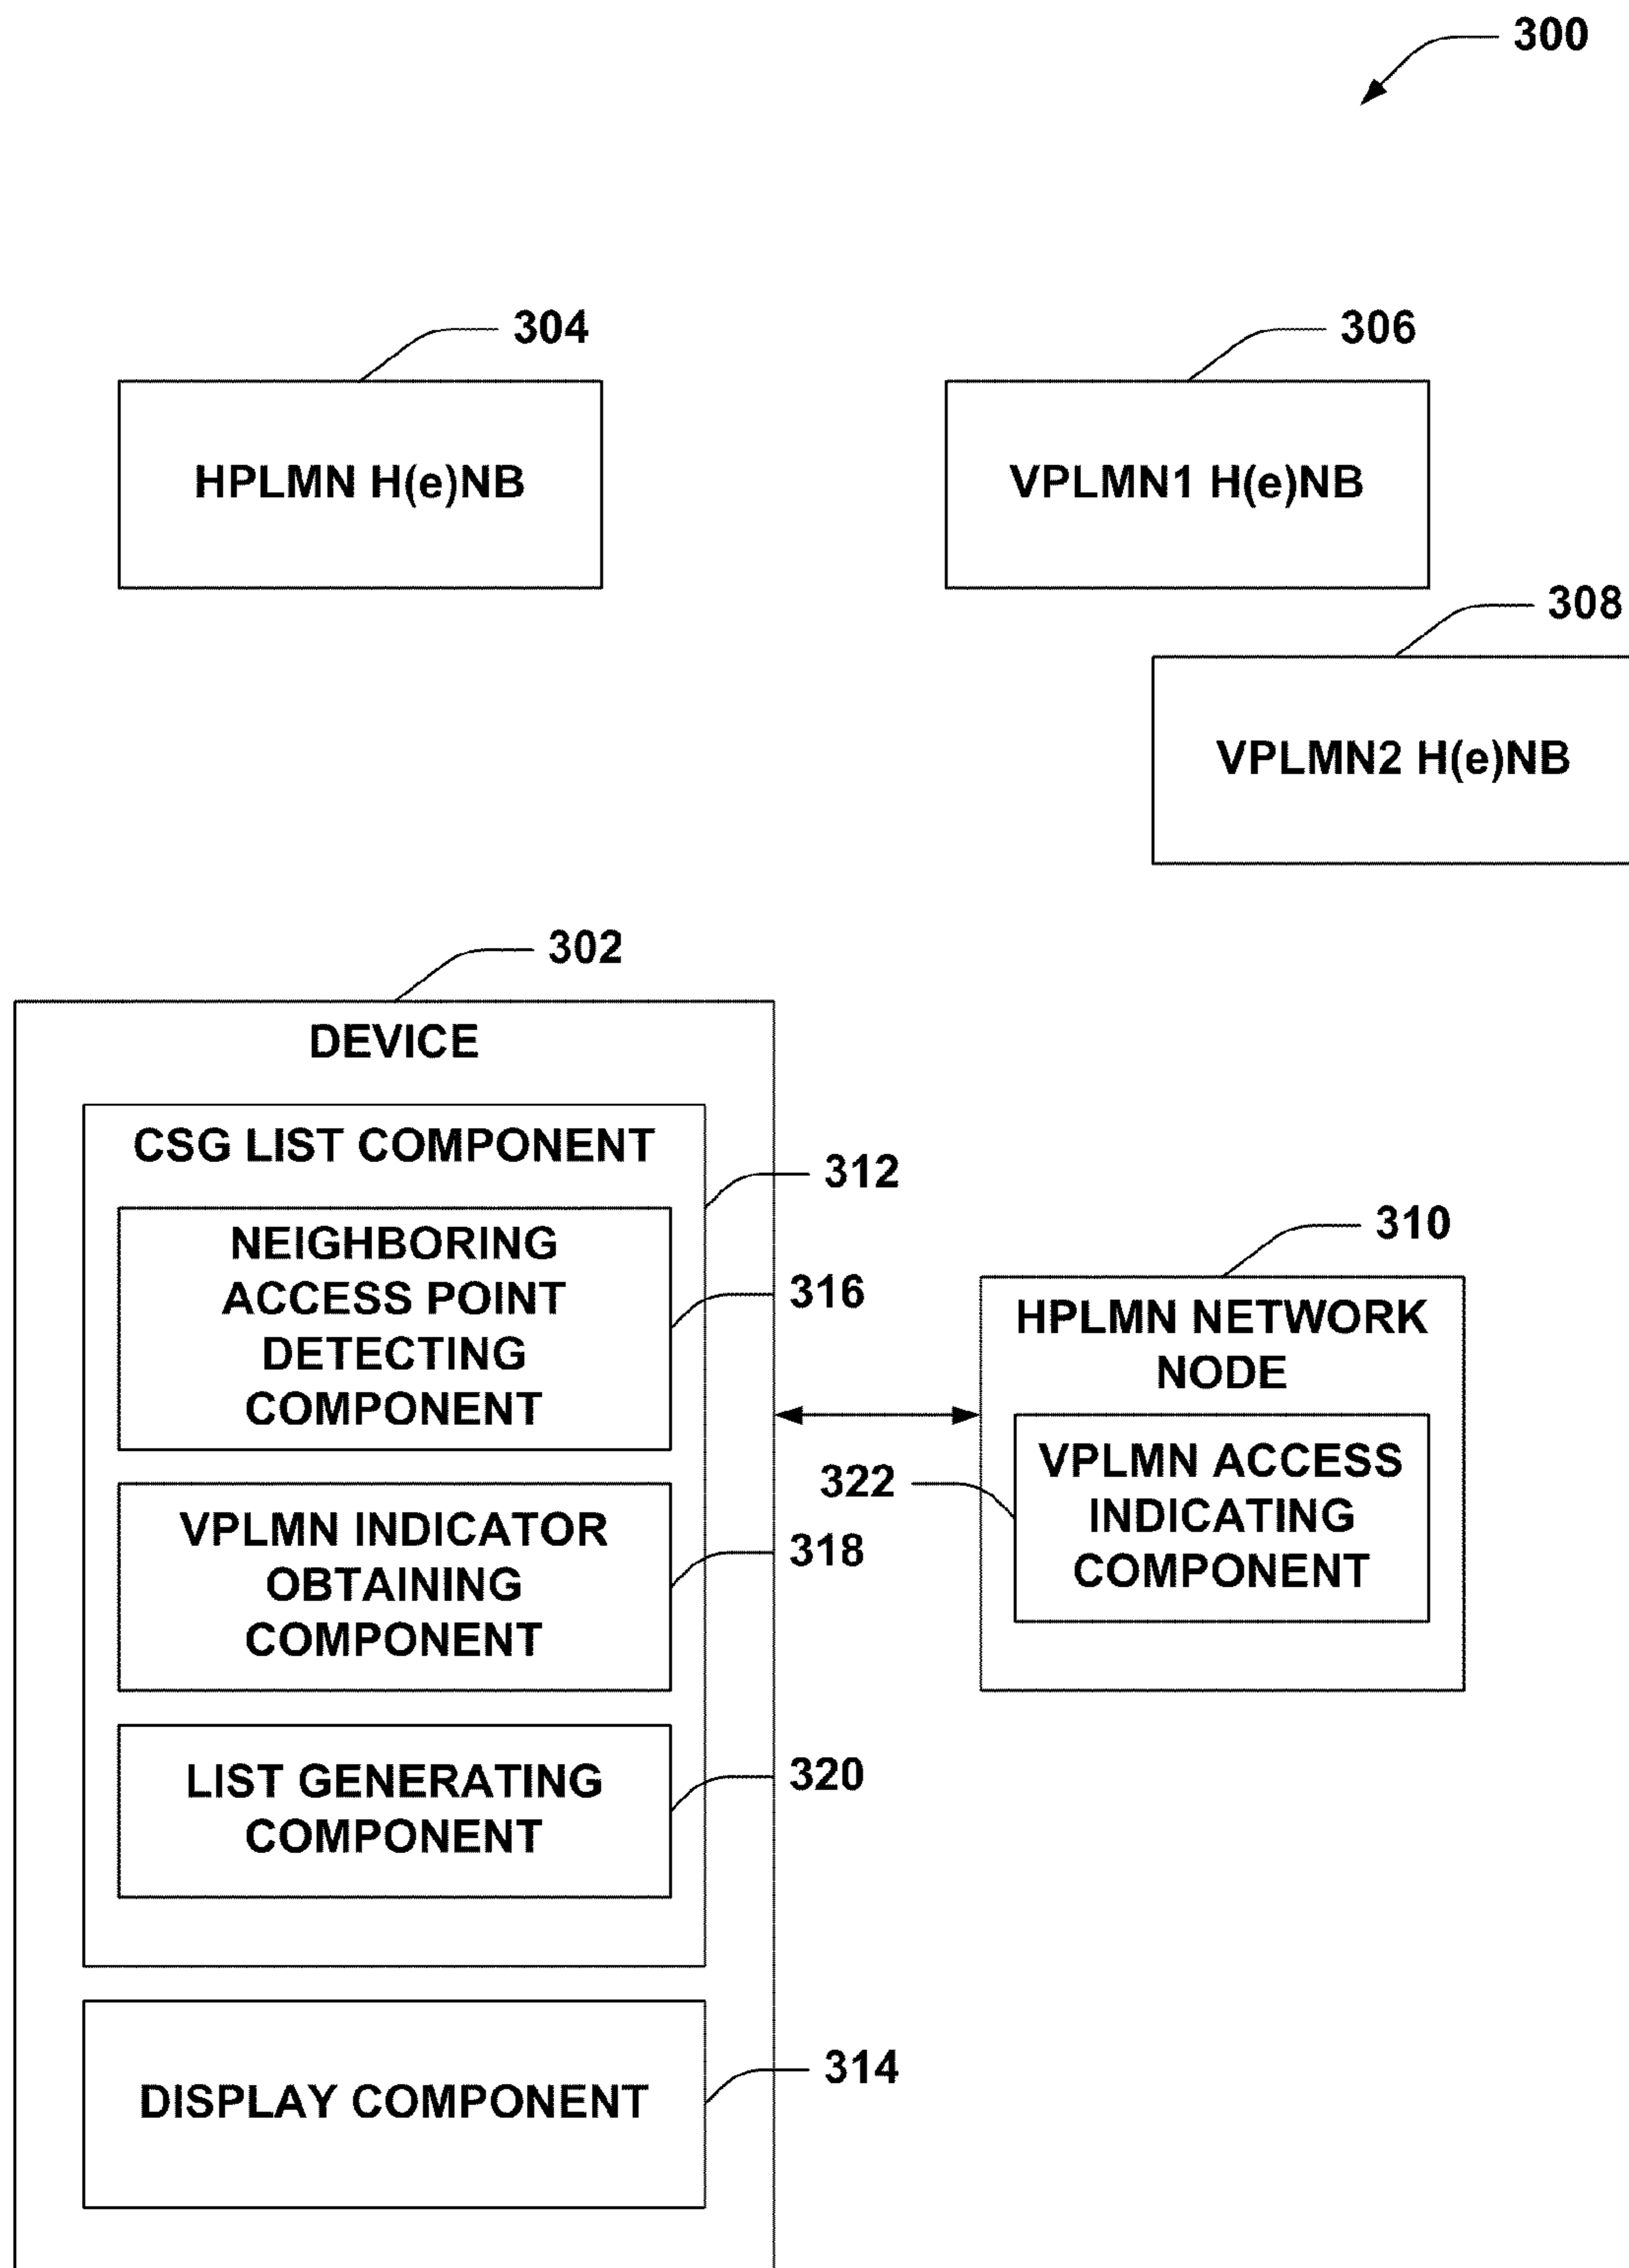 300
304
306
HPLMN H(e)NB
VPLMN1 H(e)NB
308
VPLMN2 H(e)NB
302
DEVICE
CSG LIST COMPONENT
312
NEIGHBORING
ACCESS POINT
DETECTING
COMPONENT
316
310
HPLMN NETWORK
NODE
VPLMN ACCESS
INDICATING
COMPONENT
322
VPLMN INDICATOR
OBTAINING
COMPONENT
318
LIST GENERATING
COMPONENT
320
DISPLAY COMPONENT
314